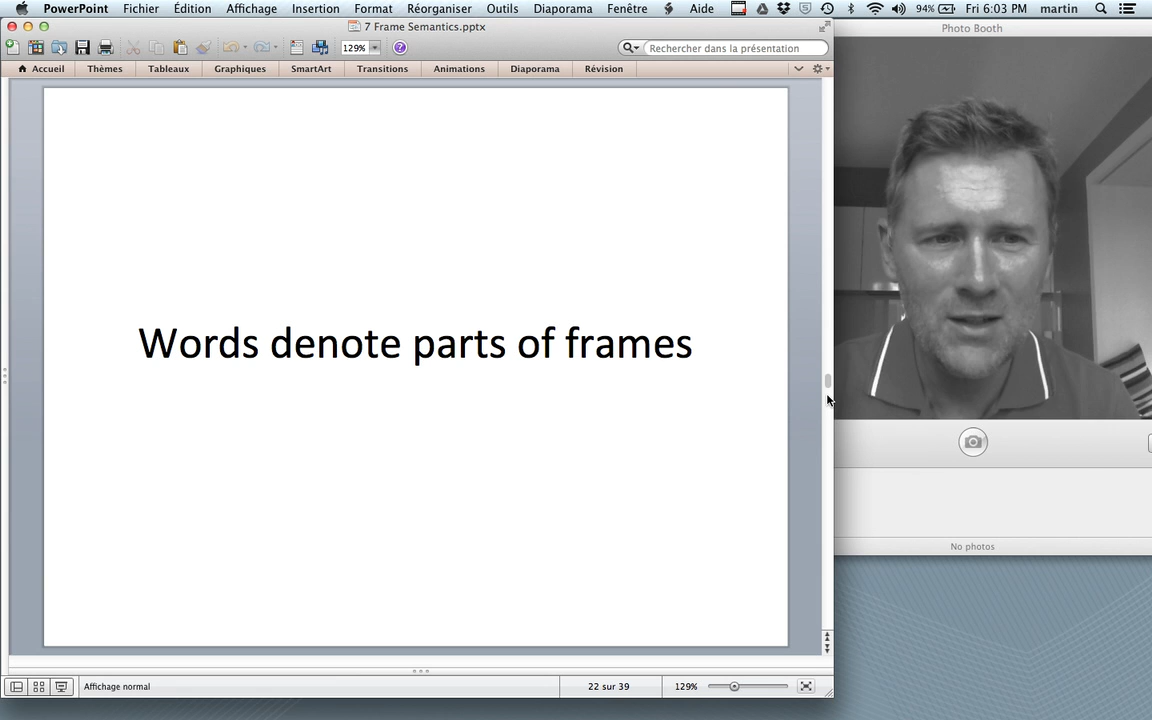 PowerPoint Fichier Édition Affichage Insertion Format Réorganiser Outils Diaporama Fenêtre Aide 94% Fri 6:03 PM martin
7 Frame Semantics.pptx
Photo Booth
129% Rechercher dans la présentation
Accueil Thèmes Tableaux Graphiques SmartArt Transitions Animations Diaporama Révision
Words denote parts of frames
No photos
Affichage normal 22 sur 39 129%